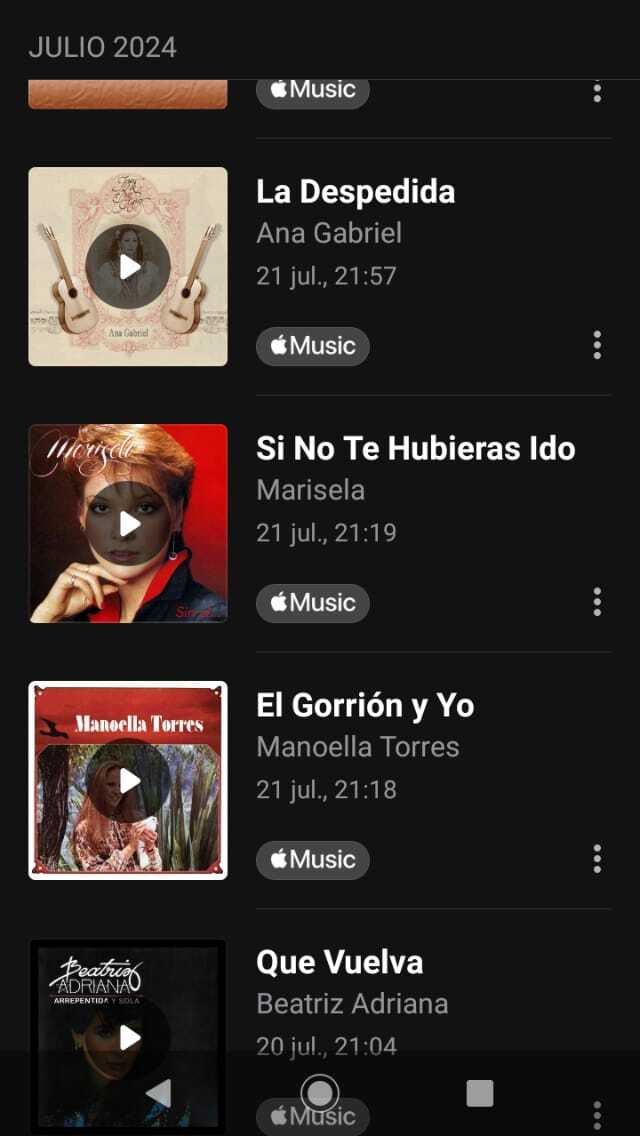 JULIO 2024
Music
La Despedida
Ana Gabriel
21 jul., 21:57
Ana Gabriel
Music
Si No Te Hubieras Ido
Marisela
21 jul., 21:19
Marisela
Music
El Gorrión y Yo
Manoella Torres
21 jul., 21:18
Manoella Torres
Music
Que Vuelva
Beatriz Adriana
20 jul., 21:04
Beatriz
ADRIANA
ARREPENTIDA Y SOLA
Music